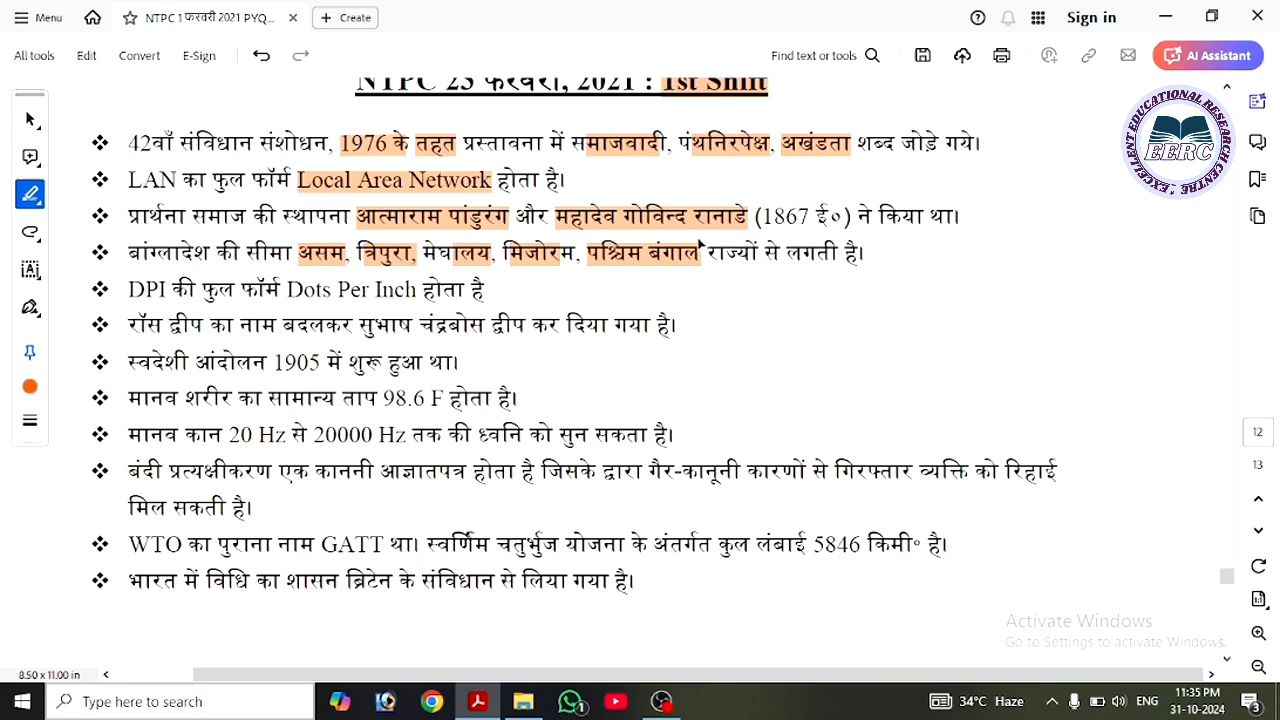 Menu
NTPC 1 फरवरी 2021 PYQ...
Create
Sign in
All tools Edit Convert E-Sign
Find text or tools
AI Assistant
NTPC 23 फरवरी, 2021 : 1st Shift
❖ 42वाँ संविधान संशोधन, 1976 के तहत प्रस्तावना में समाजवादी, पंथनिरपेक्ष, अखंडता शब्द जोड़े गये।
❖ LAN का फुल फॉर्म Local Area Network होता है।
❖ प्रार्थना समाज की स्थापना आत्माराम पांडुरंग और महादेव गोविन्द रानाडे (1867 ई०) ने किया था।
❖ बांग्लादेश की सीमा असम, त्रिपुरा, मेघालय, मिजोरम, पश्चिम बंगाल राज्यों से लगती है।
❖ DPI की फुल फॉर्म Dots Per Inch होता है
❖ रॉस द्वीप का नाम बदलकर सुभाष चंद्रबोस द्वीप कर दिया गया है।
❖ स्वदेशी आंदोलन 1905 में शुरू हुआ था।
❖ मानव शरीर का सामान्य ताप 98.6 F होता है।
❖ मानव कान 20 Hz से 20000 Hz तक की ध्वनि को सुन सकता है।
❖ बंदी प्रत्यक्षीकरण एक काननी आज्ञातपत्र होता है जिसके द्वारा गैर-कानूनी कारणों से गिरफ्तार व्यक्ति को रिहाई
मिल सकती है।
❖ WTO का पुराना नाम GATT था। स्वर्णिम चतुर्भुज योजना के अंतर्गत कुल लंबाई 5846 किमी० है।
❖ भारत में विधि का शासन ब्रिटेन के संविधान से लिया गया है।
EXCELLENT EDUCATIONAL RESEARCH CENTRE
EERC
12
13
Activate Windows
Go to Settings to activate Windows.
8.50 x 11.00 in
Type here to search
1
34°C Haze
ENG
11:35 PM
31-10-2024
3